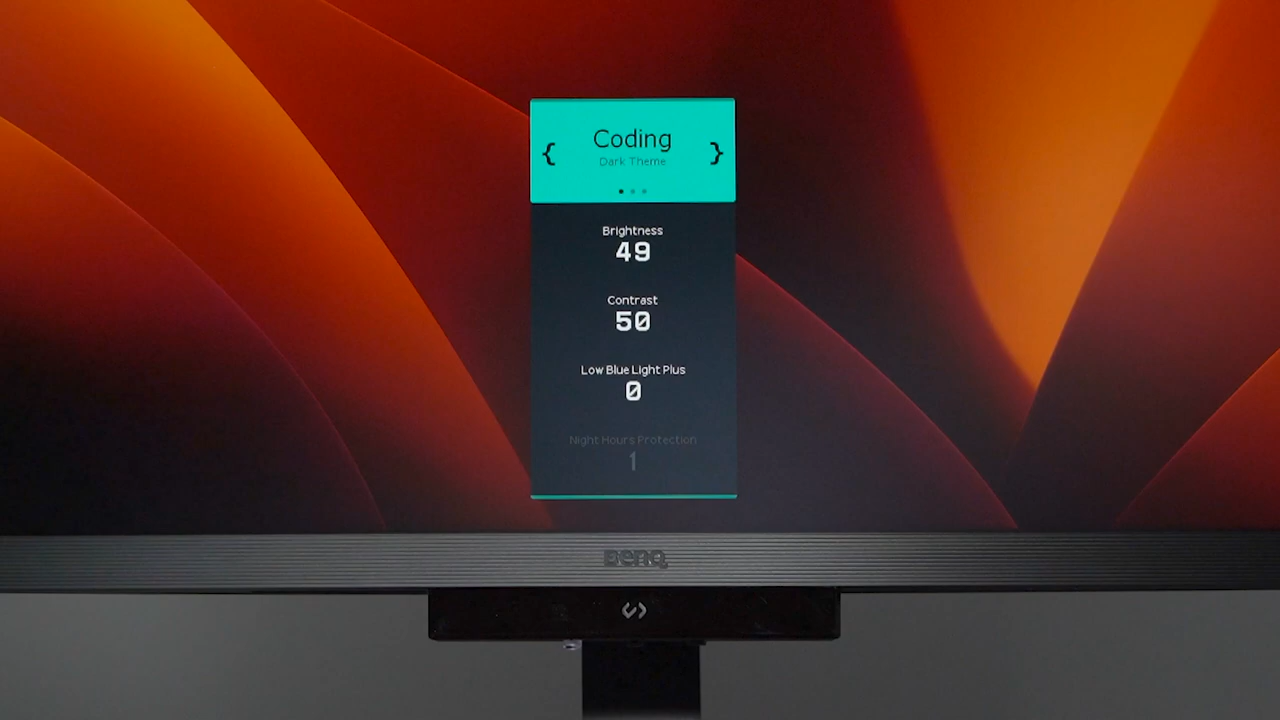 { Coding }
Dark Theme
Brightness
49
Contrast
50
Low Blue Light Plus
0
Night Hours Protection
1
BenQ